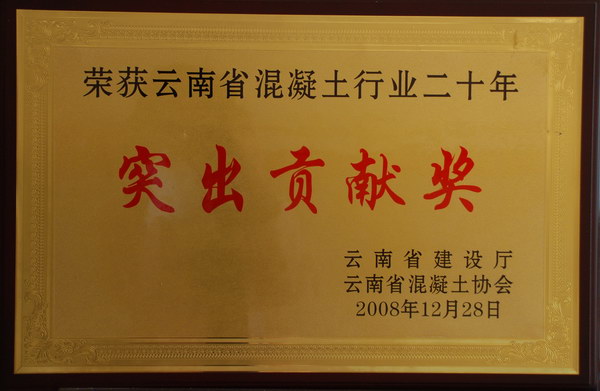 荣获云南省混凝土行业二十年
突出贡献奖
云南省建设厅
云南省混凝土协会
2008年12月28日